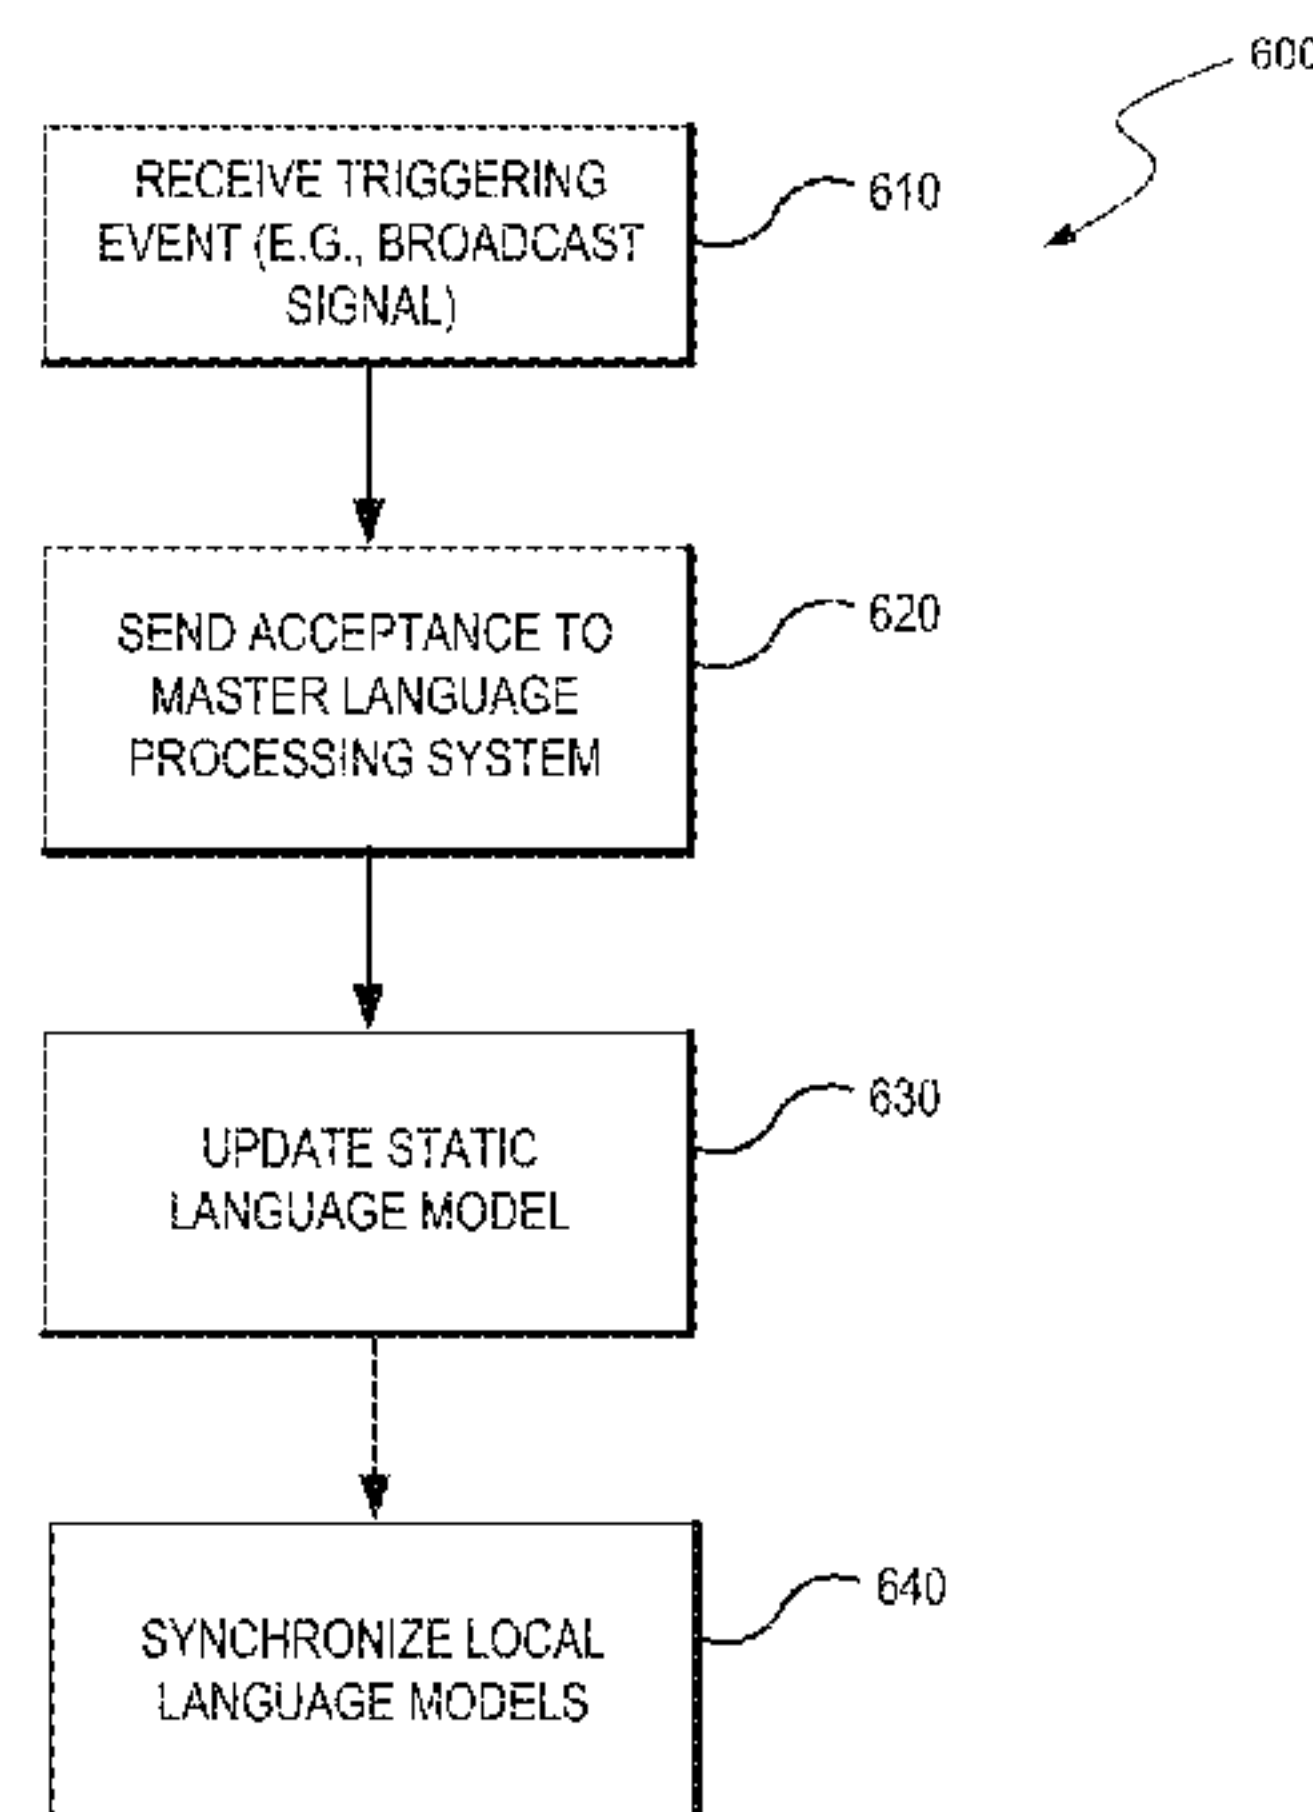 600
RECEIVE TRIGGERING
EVENT (E.G., BROADCAST
SIGNAL)
610
SEND ACCEPTANCE TO
MASTER LANGUAGE
PROCESSING SYSTEM
620
UPDATE STATIC
LANGUAGE MODEL
630
SYNCHRONIZE LOCAL
LANGUAGE MODELS
640